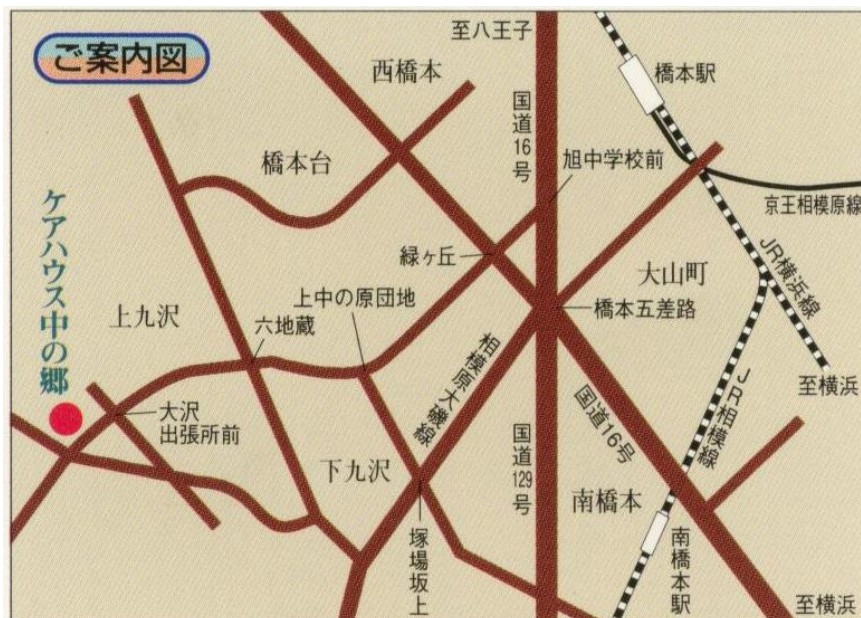 ご案内図
至八王子
西橋本
橋本駅
国道16号
橋本台
旭中学校前
京王相模原線
ケアハウス中の郷
緑ヶ丘
大山町
JR横浜線
上中の原団地
上九沢
六地蔵
橋本五差路
相模原大磯線
至横浜
JR相模線
国道16号
大沢
出張所前
下九沢
国道129号
南橋本
塚場坂上
南橋本駅
至横浜